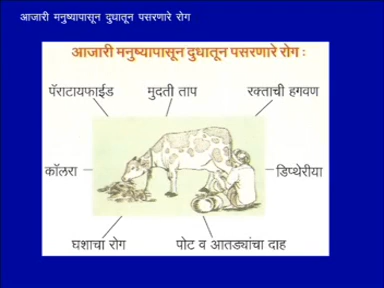 आजारी मनुष्यापासून दुधातून पसरणारे रोग
आजारी मनुष्यापासून दुधातून पसरणारे रोग :
पॅराटायफाईड मुदती ताप रक्ताची हगवण
कॉलरा डिप्थेरीया
घशाचा रोग पोट व आतड्यांचा दाह